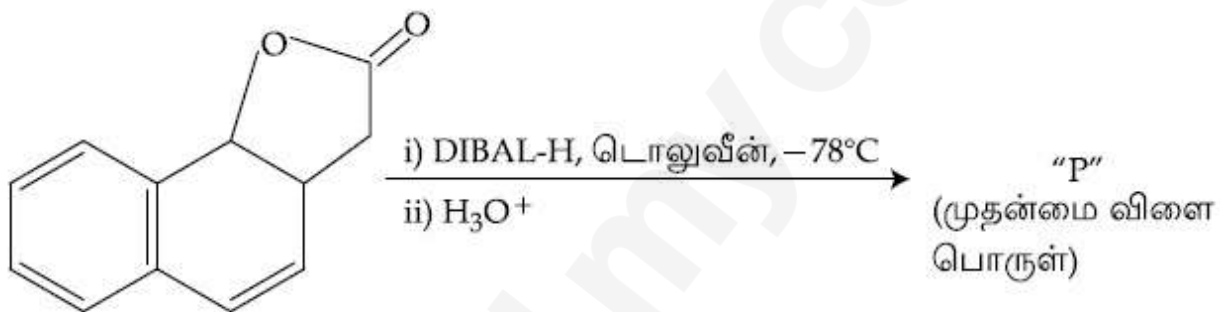 O
O
i) DIBAL-H, டொலுவீன், −78°C
ii) H₃O⁺
“P”
(முதன்மை விளை
பொருள்)